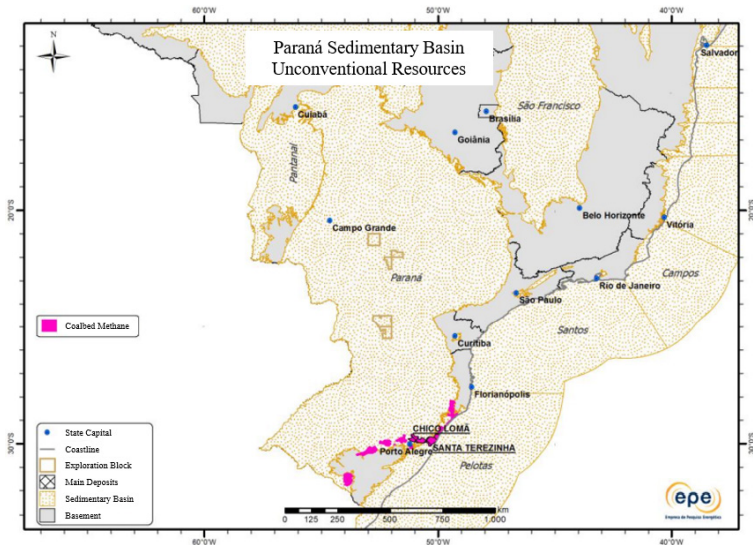 60°0'W
50°0'W
40°0'W
N
Paraná Sedimentary Basin
Unconventional Resources
Salvador
São Francisco
Cuiabá
Brasília
Goiânia
Pantanal
20°0'S
20°0'S
Campo Grande
Belo Horizonte
Vitória
Paraná
Campos
São Paulo
Rio de Janeiro
Santos
Coalbed Methane
Curitiba
Florianópolis
CHICO LOMÃ
State Capital
Coastline
Exploration Block
Main Deposits
Sedimentary Basin
Basement
30°0'S
Porto Alegre
SANTA TEREZINHA
30°0'S
Pelotas
0 125 250 500 750 1.000 km
epe
Empresa de Pesquisa Energética
60°0'W
50°0'W
40°0'W